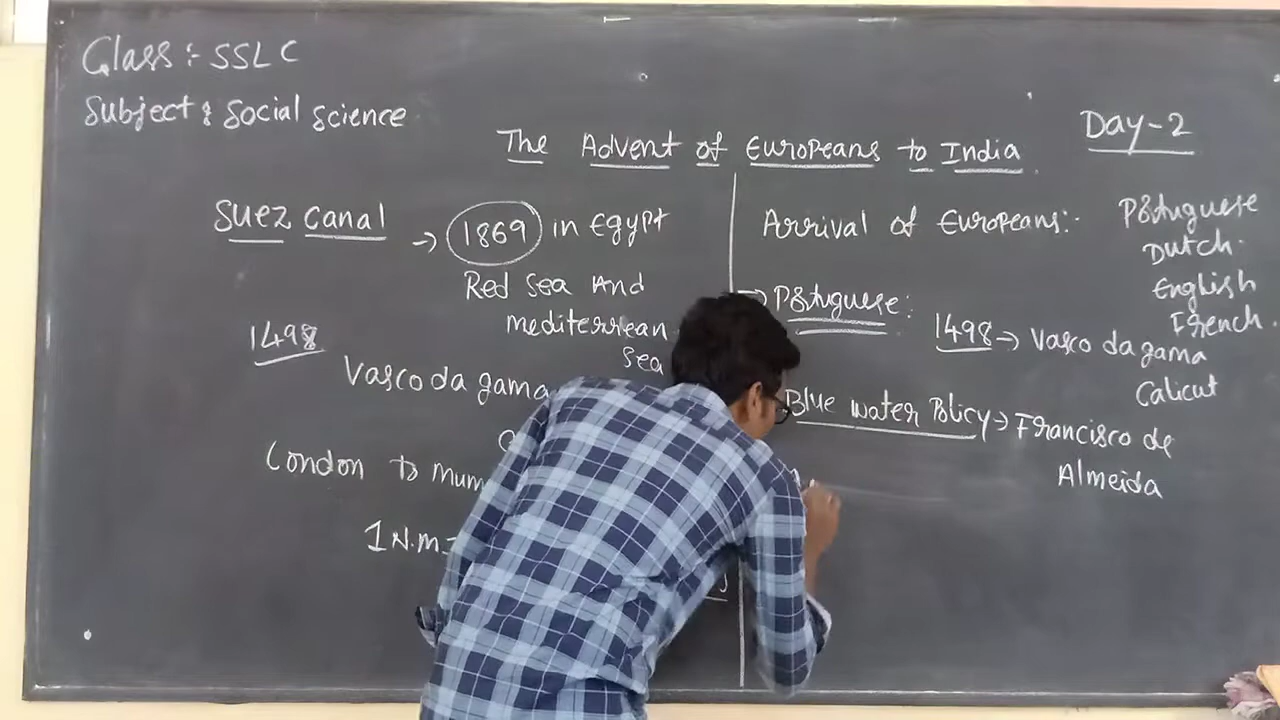 Class :- SSLC
Subject : Social science
The Advent of Europeans to India
Day-2
Suez canal → 1869 in Egypt
Red Sea And
mediterrean
sea
1498
Vasco da gama
London to
1 N.M =
Arrival of Europeans:-
Portuguese
Dutch
English
French
→ Portuguese:
1498 → Vasco da gama
Calicut
Blue water Policy → Francisco de
Almeida